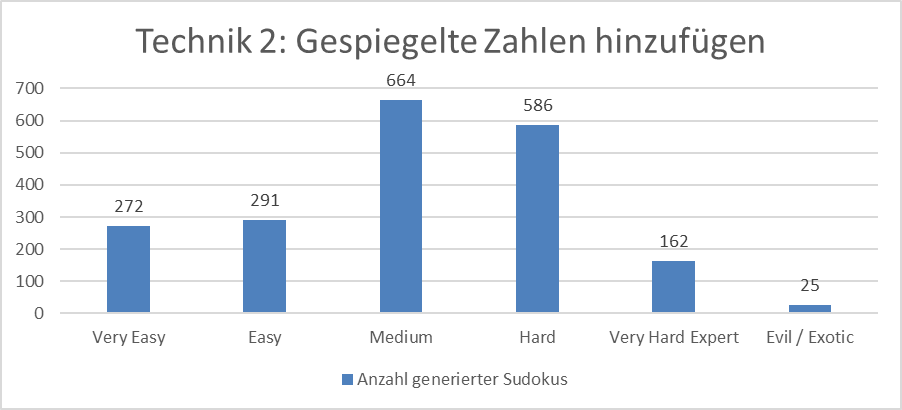 Technik 2: Gespiegelte Zahlen hinzufügen
700
600
500
400
300
200
100
0
272
291
664
586
162
25
Very Easy
Easy
Medium
Hard
Very Hard Expert
Evil / Exotic
Anzahl generierter Sudokus